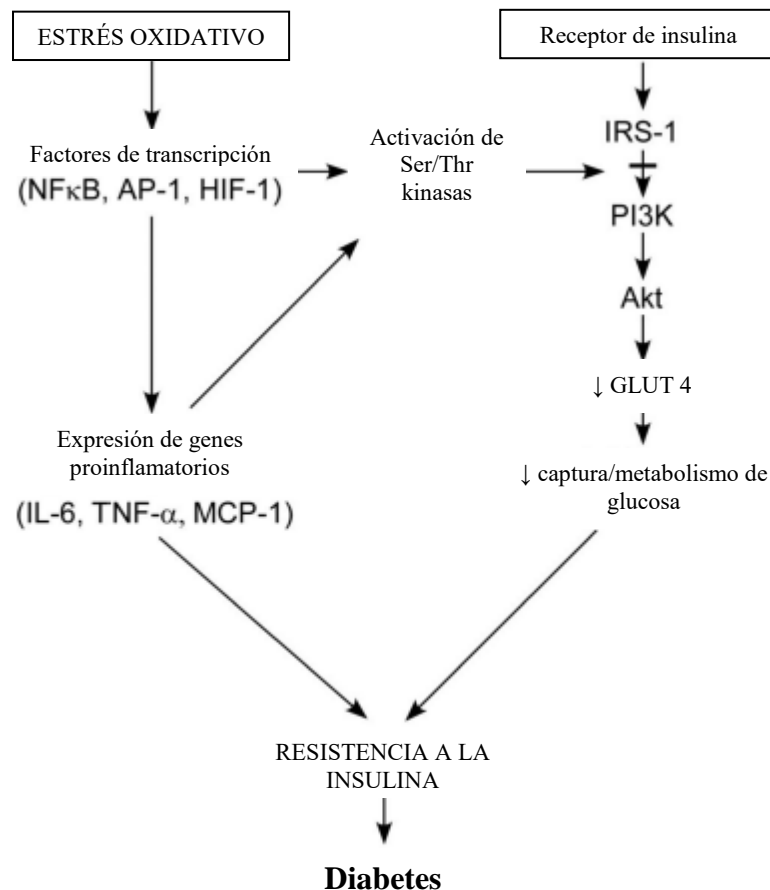 ESTRÉS OXIDATIVO
Receptor de insulina
Factores de transcripción
(NFκB, AP-1, HIF-1)
Activación de
Ser/Thr
kinasas
IRS-1
PI3K
Akt
↓ GLUT 4
↓ captura/metabolismo de
glucosa
Expresión de genes
proinflamatorios
(IL-6, TNF-α, MCP-1)
RESISTENCIA A LA
INSULINA
Diabetes